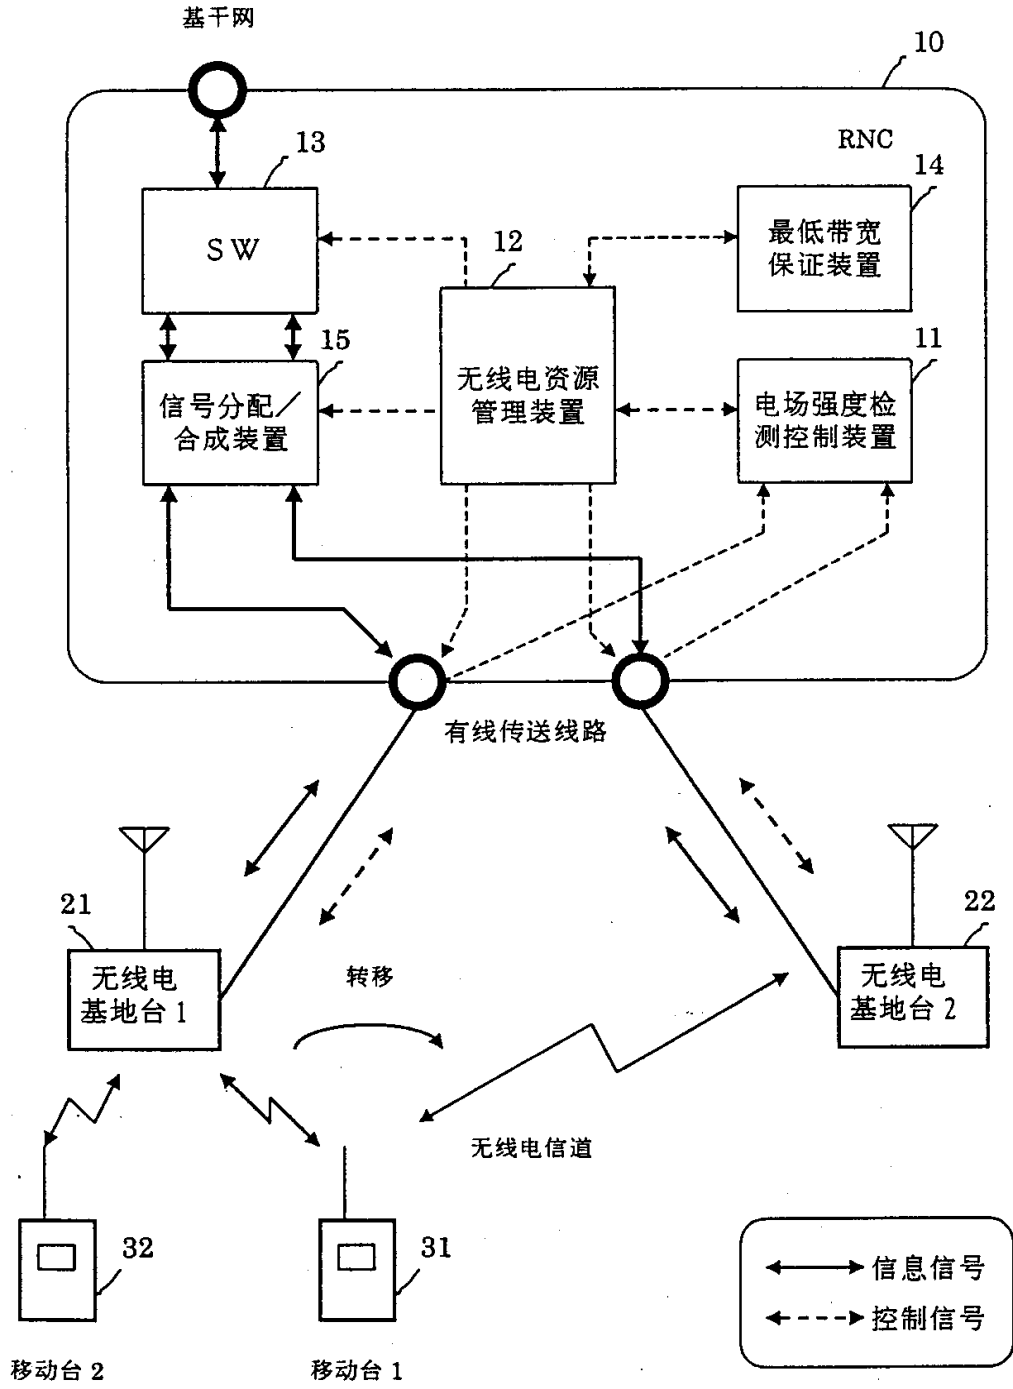 基干网
10
RNC
13
14
SW
最低带宽
保证装置
12
15
11
无线电资源
管理装置
信号分配／
合成装置
电场强度检
测控制装置
有线传送线路
21
22
无线电
基地台1
转移
无线电
基地台2
无线电信道
32
31
信息信号
控制信号
移动台2
移动台1